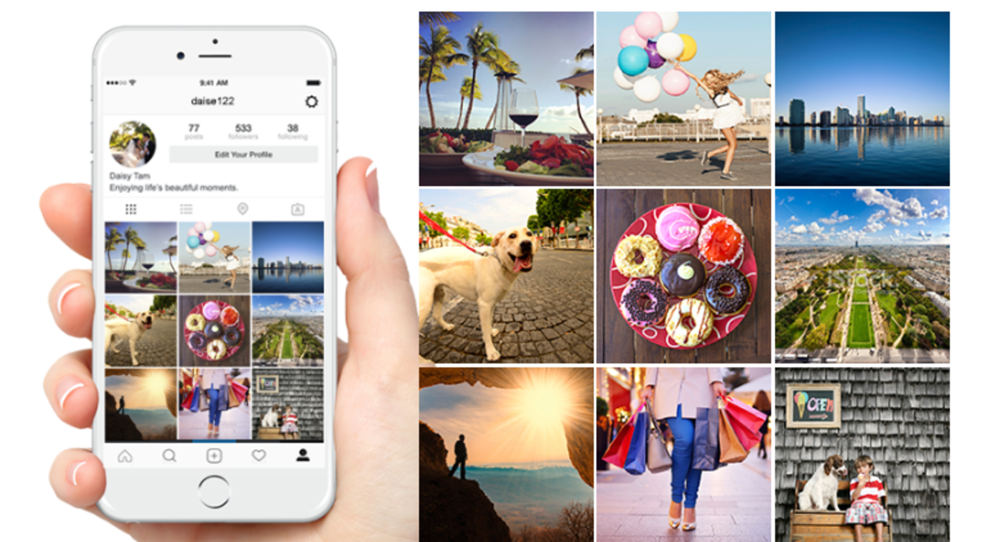 9:41 AM
daise122
77 533 38
posts followers following
Edit Your Profile
Daisy Tam
Enjoying life's beautiful moments.
iSTOCK
OPEN